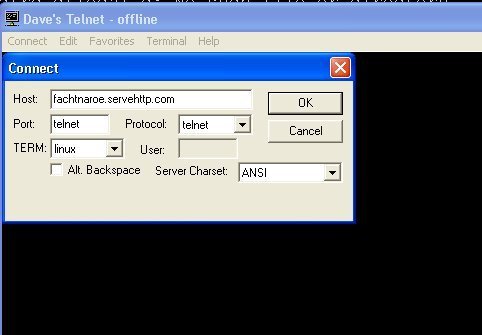 Dave's Telnet - offline
Connect Edit Favorites Terminal Help
Connect
Host: fachtnaroe.servehttp.com OK
Port: telnet Protocol: telnet Cancel
TERM: linux User:
Alt. Backspace Server Charset: ANSI